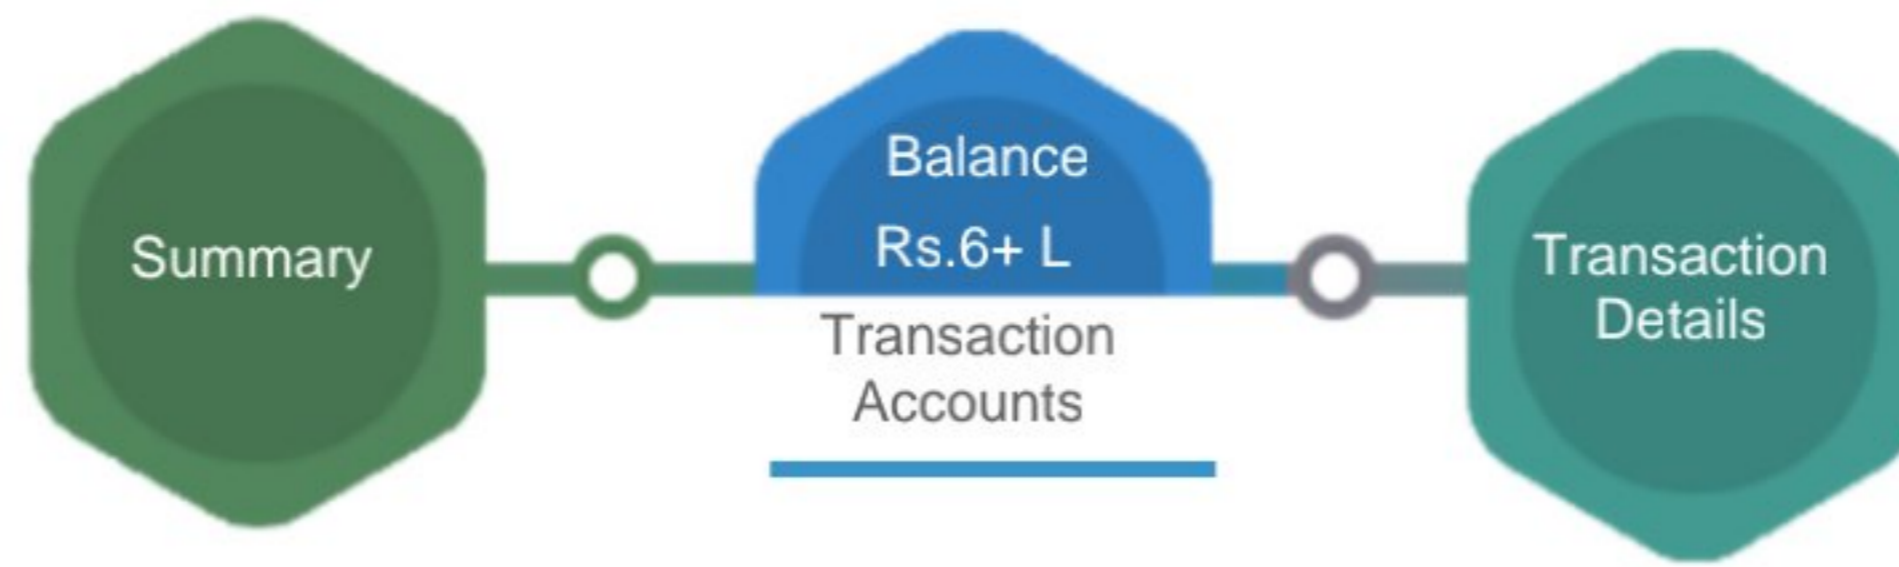 Summary
Balance
Rs.6+ L
Transaction
Accounts
Transaction
Details